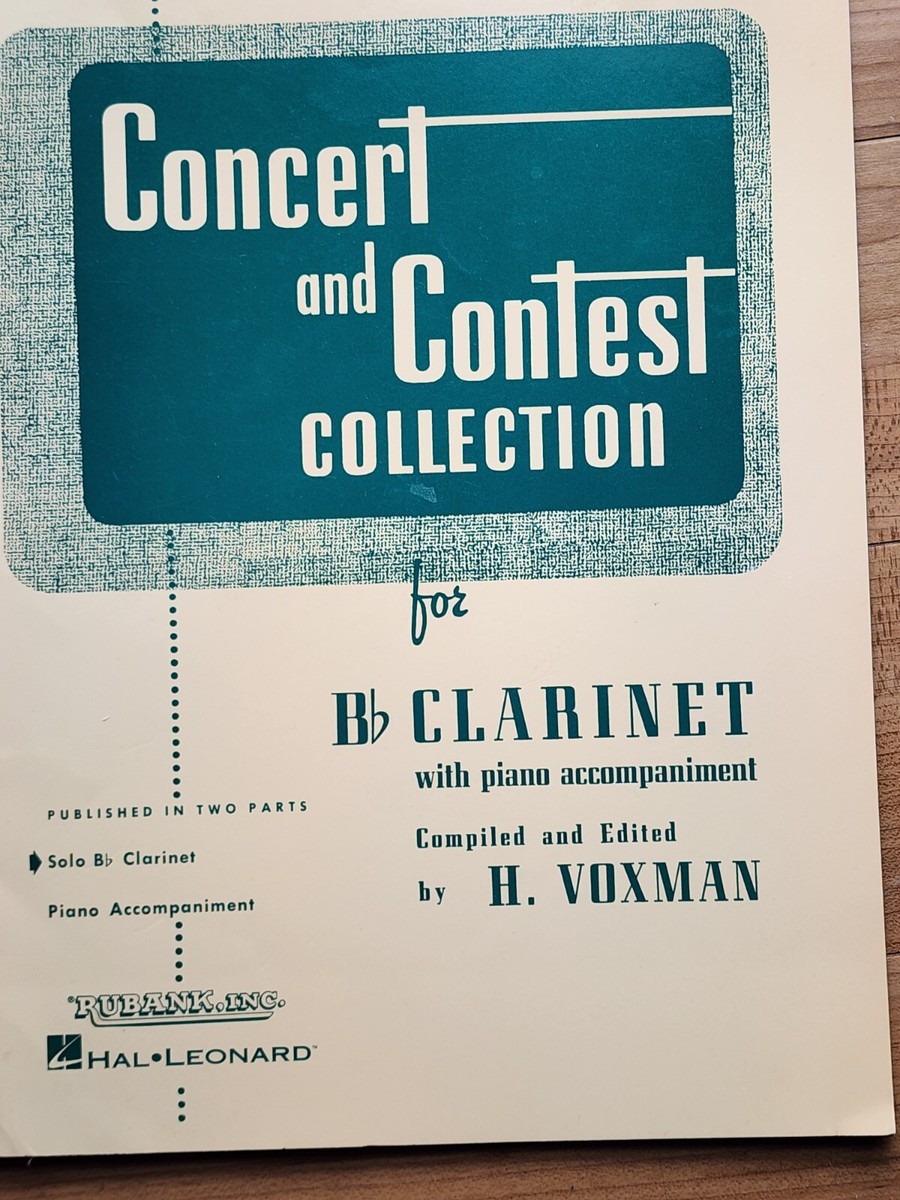 Concert
and Contest
COLLECTION
for
B♭ CLARINET
with piano accompaniment
Compiled and Edited
by H. VOXMAN
PUBLISHED IN TWO PARTS
Solo B♭ Clarinet
Piano Accompaniment
®RUBANK, INC.
HAL•LEONARD™